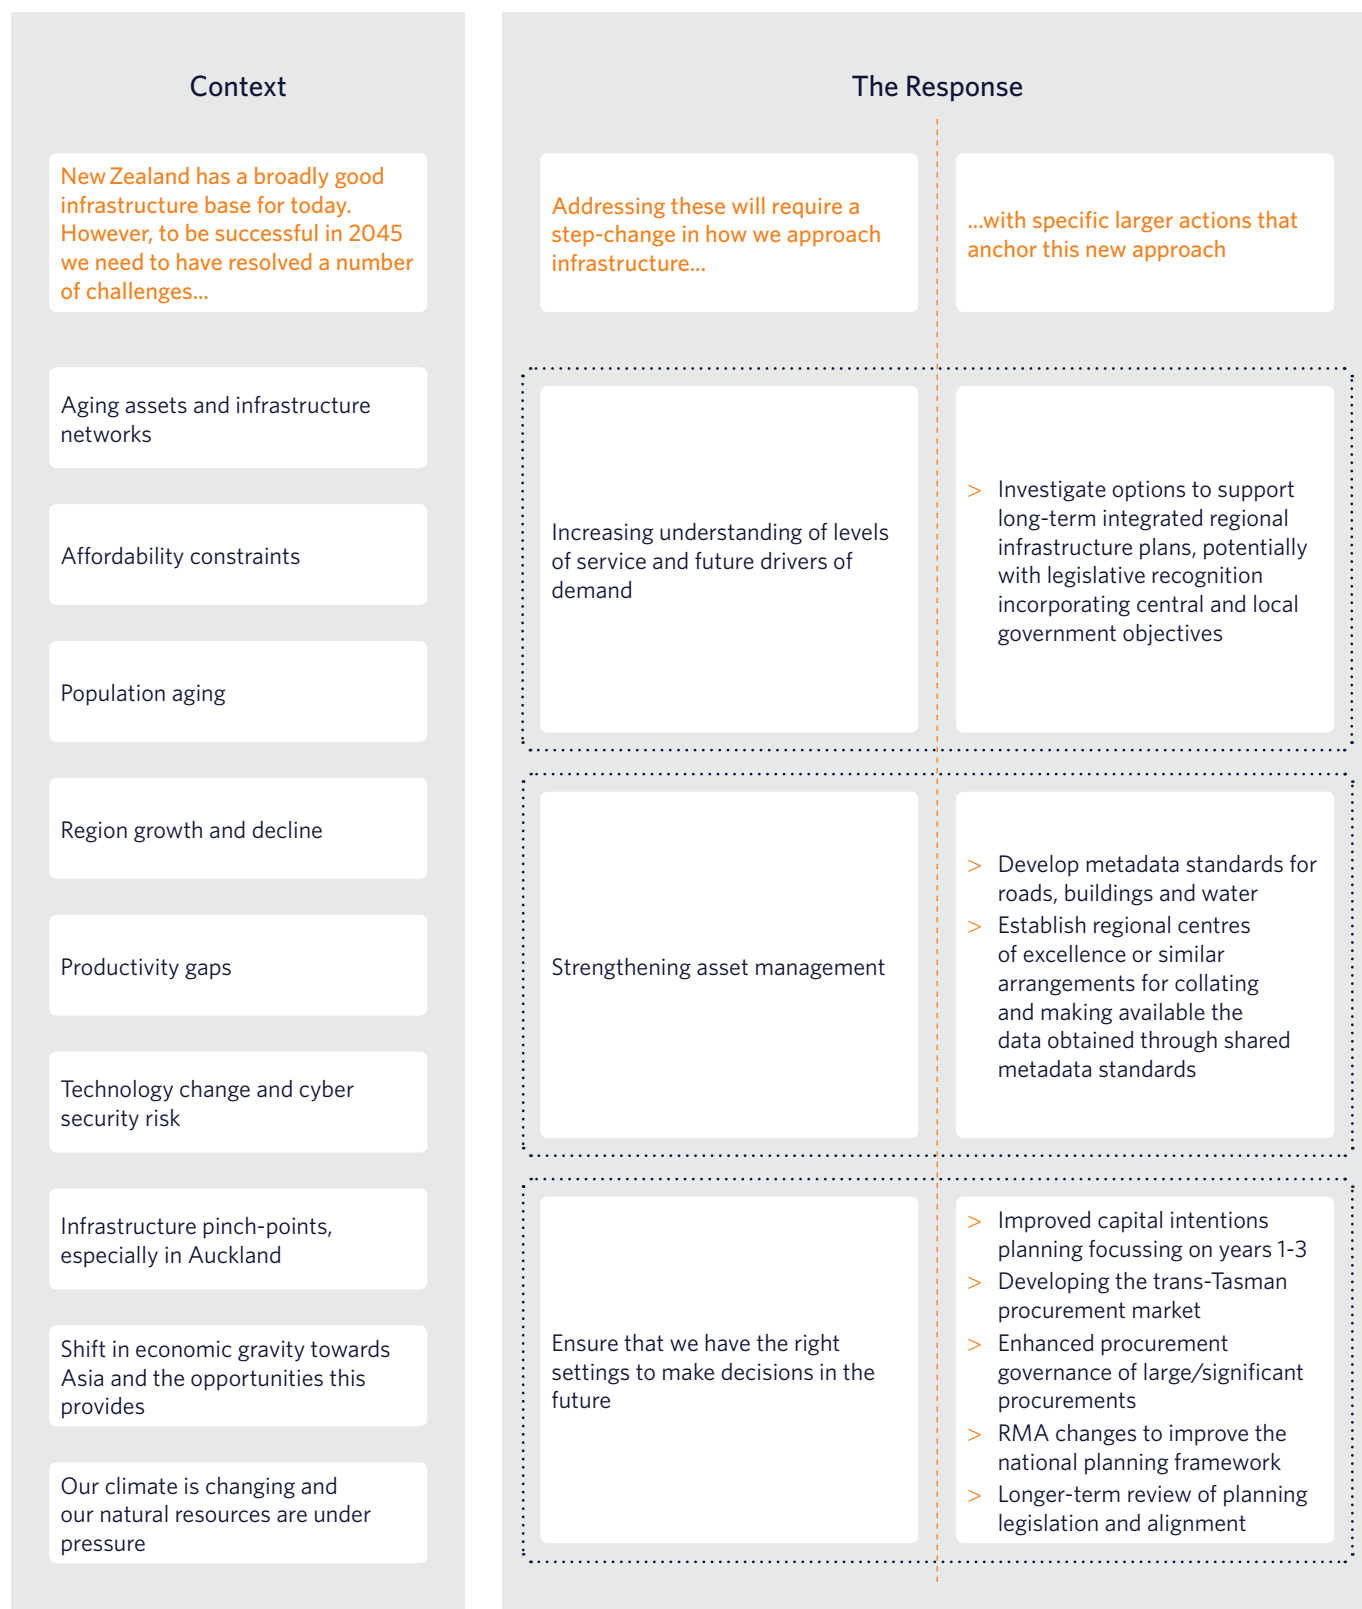 Context
New Zealand has a broadly good
infrastructure base for today.
However, to be successful in 2045
we need to have resolved a number
of challenges...
Aging assets and infrastructure
networks
Affordability constraints
Population aging
Region growth and decline
Productivity gaps
Technology change and cyber
security risk
Infrastructure pinch-points,
especially in Auckland
Shift in economic gravity towards
Asia and the opportunities this
provides
Our climate is changing and
our natural resources are under
pressure
The Response
Addressing these will require a
step-change in how we approach
infrastructure...
...with specific larger actions that
anchor this new approach
Increasing understanding of levels
of service and future drivers of
demand
> Investigate options to support
long-term integrated regional
infrastructure plans, potentially
with legislative recognition
incorporating central and local
government objectives
Strengthening asset management
> Develop metadata standards for
roads, buildings and water
> Establish regional centres
of excellence or similar
arrangements for collating
and making available the
data obtained through shared
metadata standards
Ensure that we have the right
settings to make decisions in the
future
> Improved capital intentions
planning focussing on years 1-3
> Developing the trans-Tasman
procurement market
> Enhanced procurement
governance of large/significant
procurements
> RMA changes to improve the
national planning framework
> Longer-term review of planning
legislation and alignment